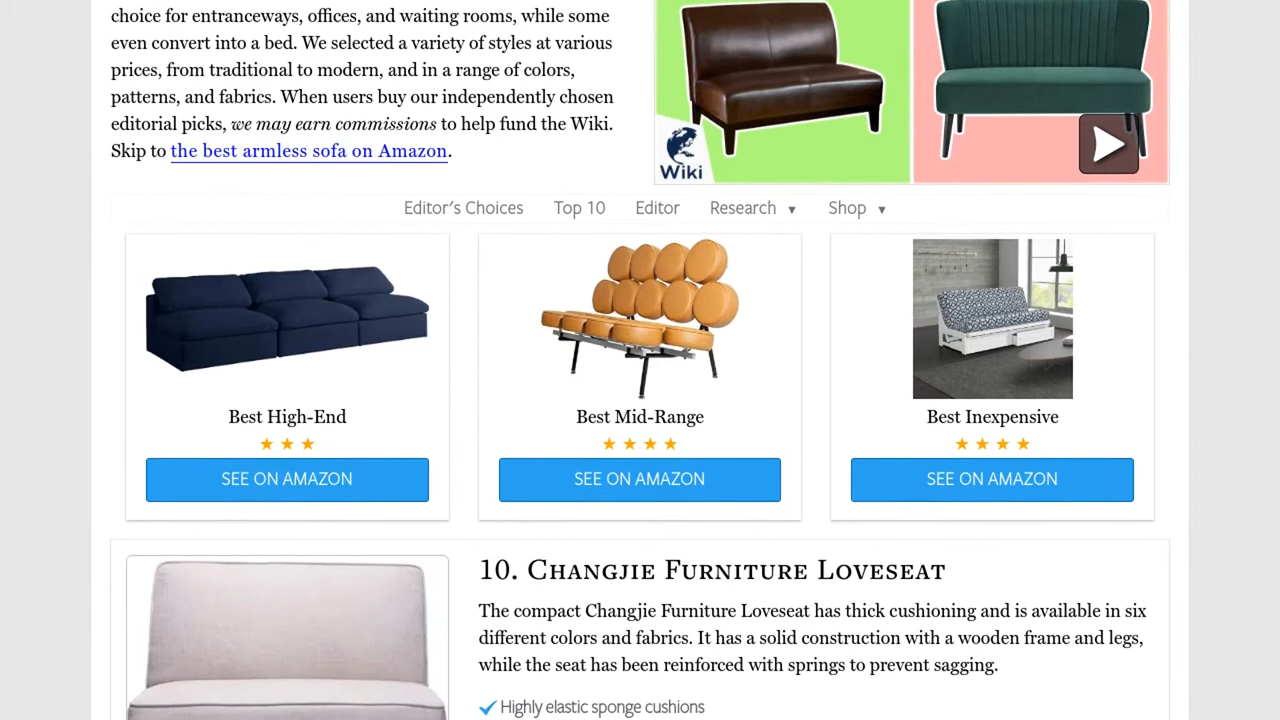 choice for entranceways, offices, and waiting rooms, while some
even convert into a bed. We selected a variety of styles at various
prices, from traditional to modern, and in a range of colors,
patterns, and fabrics. When users buy our independently chosen
editorial picks, we may earn commissions to help fund the Wiki.
Skip to the best armless sofa on Amazon.
Wiki
Editor's Choices Top 10 Editor Research ▼ Shop ▼
Best High-End
★ ★ ★
SEE ON AMAZON
Best Mid-Range
★ ★ ★ ★
SEE ON AMAZON
Best Inexpensive
★ ★ ★ ★
SEE ON AMAZON
10. Changjie Furniture Loveseat
The compact Changjie Furniture Loveseat has thick cushioning and is available in six
different colors and fabrics. It has a solid construction with a wooden frame and legs,
while the seat has been reinforced with springs to prevent sagging.
Highly elastic sponge cushions